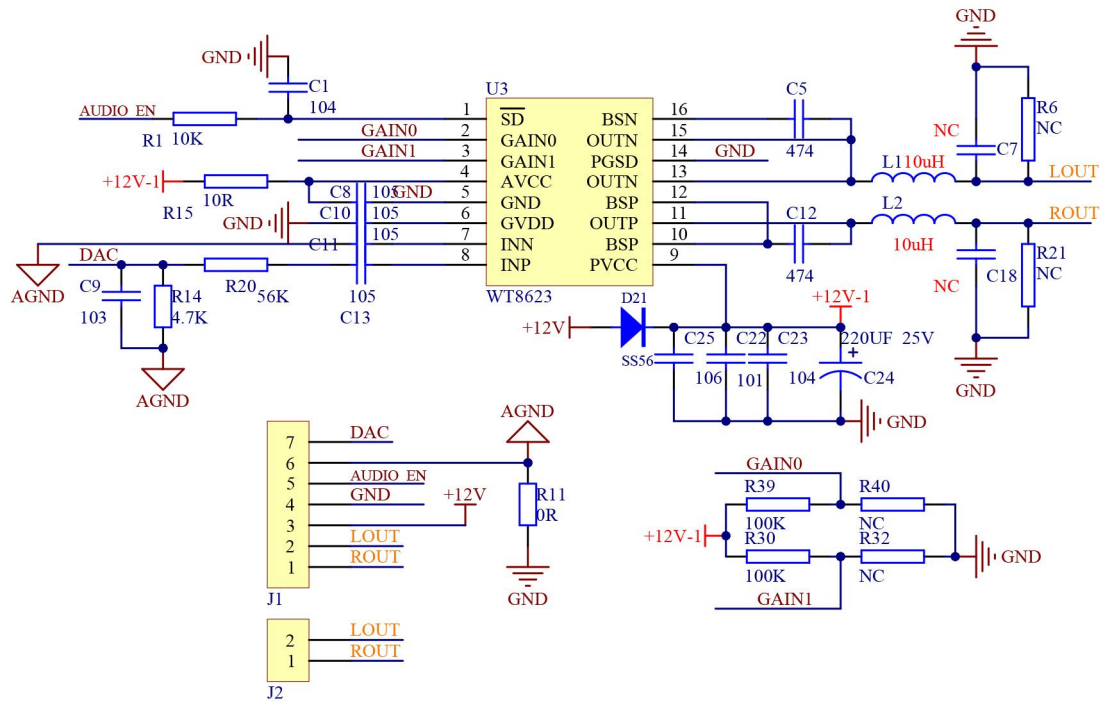 GND
GND
C1
104
U3
C5
AUDIO_EN
R1
10K
1
SD
BSN
16
474
R6
NC
NC
C7
GAIN0
2
GAIN0
OUTN
15
GAIN1
3
GAIN1
PGSD
14
GND
L1
10uH
+12V-1
10R
R15
4
AVCC
OUTN
13
LOUT
C8
105
GND
5
GND
BSP
12
L2
GND
C10
105
6
GVDD
OUTP
11
C12
ROUT
C11
105
7
INN
BSP
10
10uH
R21
NC
DAC
8
INP
PVCC
9
474
NC
C18
AGND
C9
103
R14
4.7K
R20
56K
105
C13
WT8623
D21
+12V-1
+12V
SS56
C25
C22
C23
220UF 25V
106
101
104
+
C24
GND
AGND
GND
AGND
7
DAC
6
5
AUDIO_EN
4
GND
+12V
3
2
LOUT
1
ROUT
J1
R11
0R
GND
GAIN0
R39
R40
100K
NC
+12V-1
R30
R32
GND
100K
NC
GAIN1
2
LOUT
1
ROUT
J2